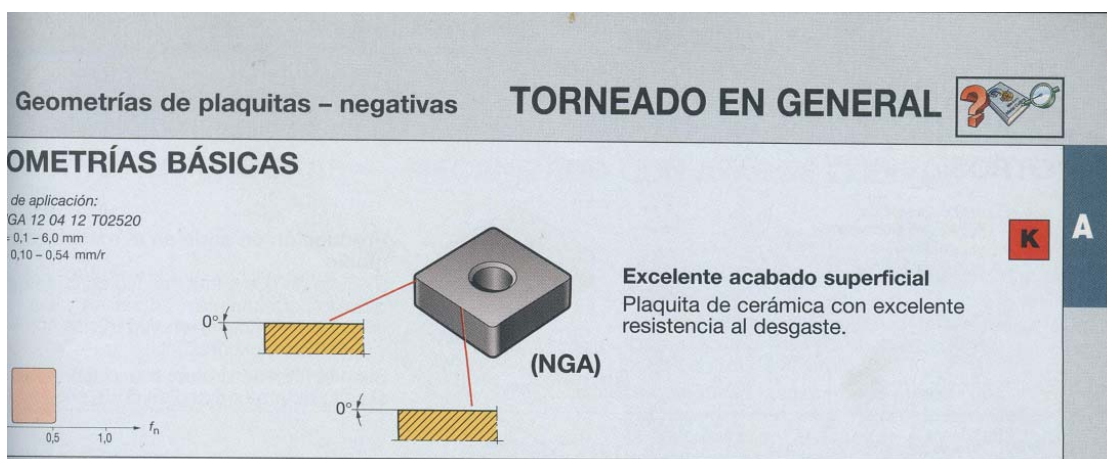 Geometrías de plaquitas – negativas
TORNEADO EN GENERAL
OMETRÍAS BÁSICAS
de aplicación:
GA 12 04 12 T02520
= 0,1 – 6,0 mm
0,10 – 0,54 mm/r
K
A
Excelente acabado superficial
Plaquita de cerámica con excelente
resistencia al desgaste.
0°
(NGA)
0°
0,5 1,0 fn